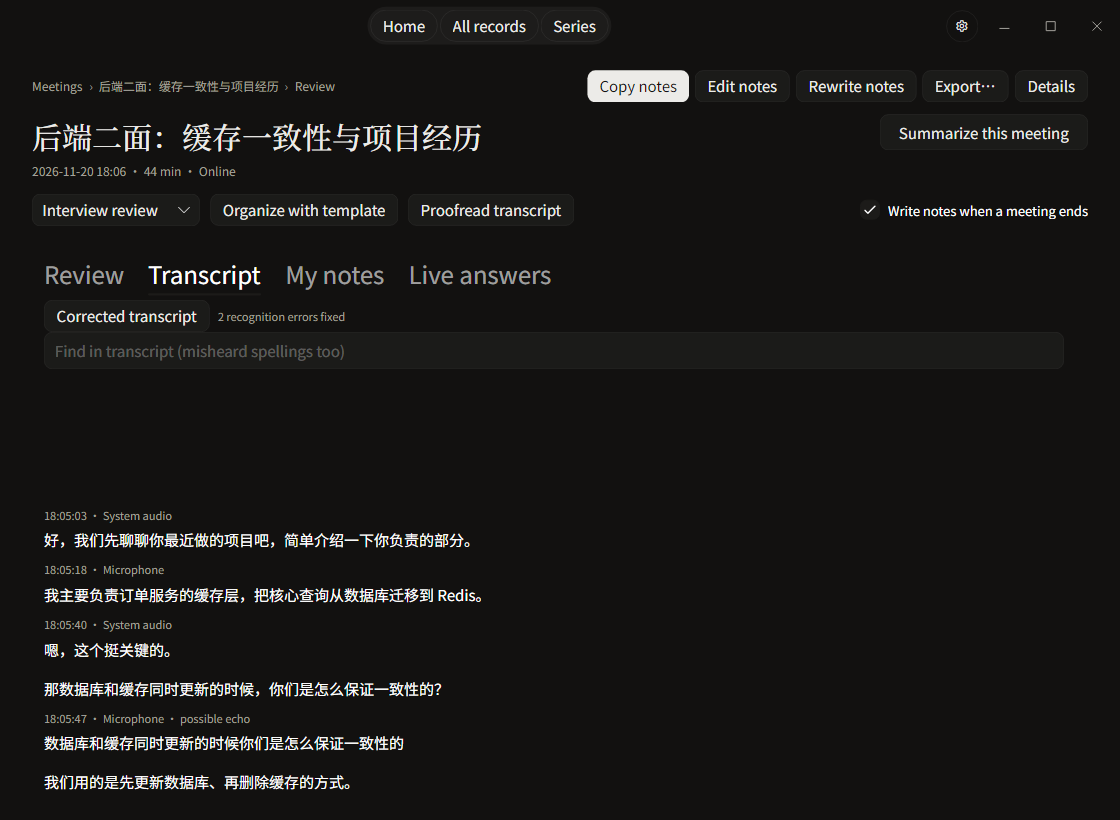 Home All records Series
Meetings › 后端二面：缓存一致性与项目经历 › Review
Copy notes Edit notes Rewrite notes Export··· Details
后端二面：缓存一致性与项目经历
Summarize this meeting
2026-11-20 18:06 • 44 min • Online
Interview review Organize with template Proofread transcript
Write notes when a meeting ends
Review Transcript My notes Live answers
Corrected transcript 2 recognition errors fixed
Find in transcript (misheard spellings too)
18:05:03 • System audio
好，我们先聊聊你最近做的项目吧，简单介绍一下你负责的部分。
18:05:18 • Microphone
我主要负责订单服务的缓存层，把核心查询从数据库迁移到 Redis。
18:05:40 • System audio
嗯，这个挺关键的。
那数据库和缓存同时更新的时候，你们是怎么保证一致性的？
18:05:47 • Microphone • possible echo
数据库和缓存同时更新的时候你们是怎么保证一致性的
我们用的是先更新数据库、再删除缓存的方式。